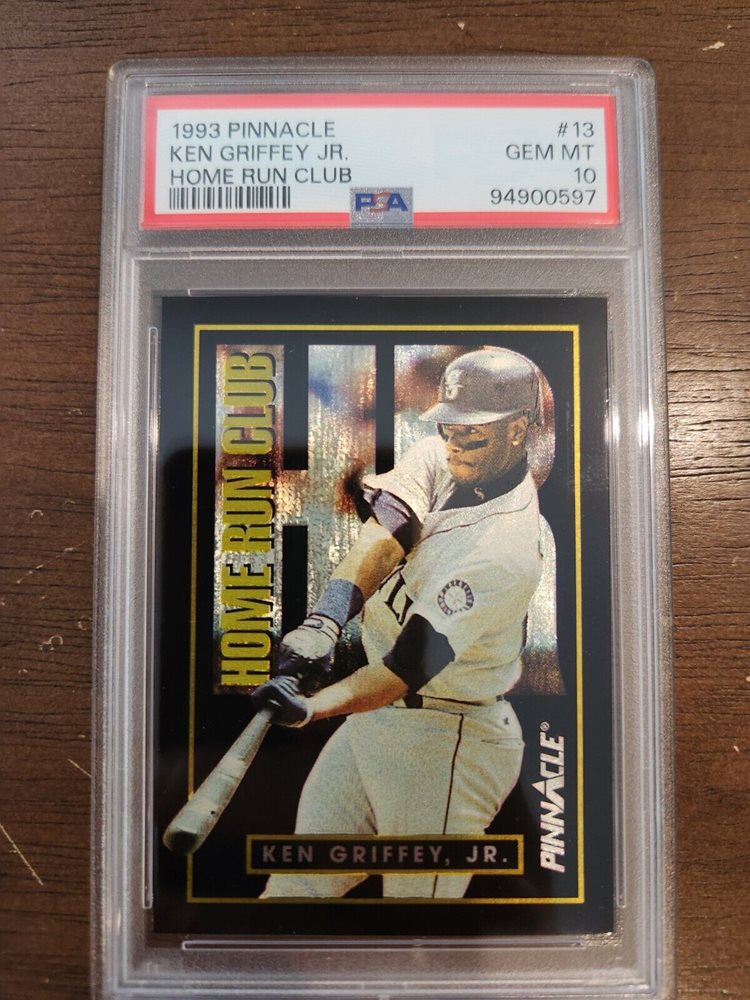 1993 PINNACLE #13
KEN GRIFFEY JR. GEM MT
HOME RUN CLUB 10
PSA 94900597
HOME RUN CLUB
HR
PINNACLE®
KEN GRIFFEY, JR.